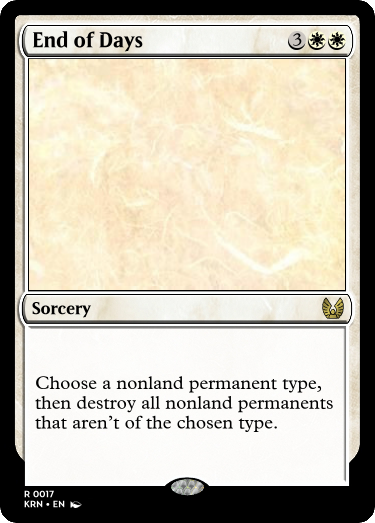 End of Days 3
Sorcery
Choose a nonland permanent type,
then destroy all nonland permanents
that aren't of the chosen type.
R 0017
KRN • EN